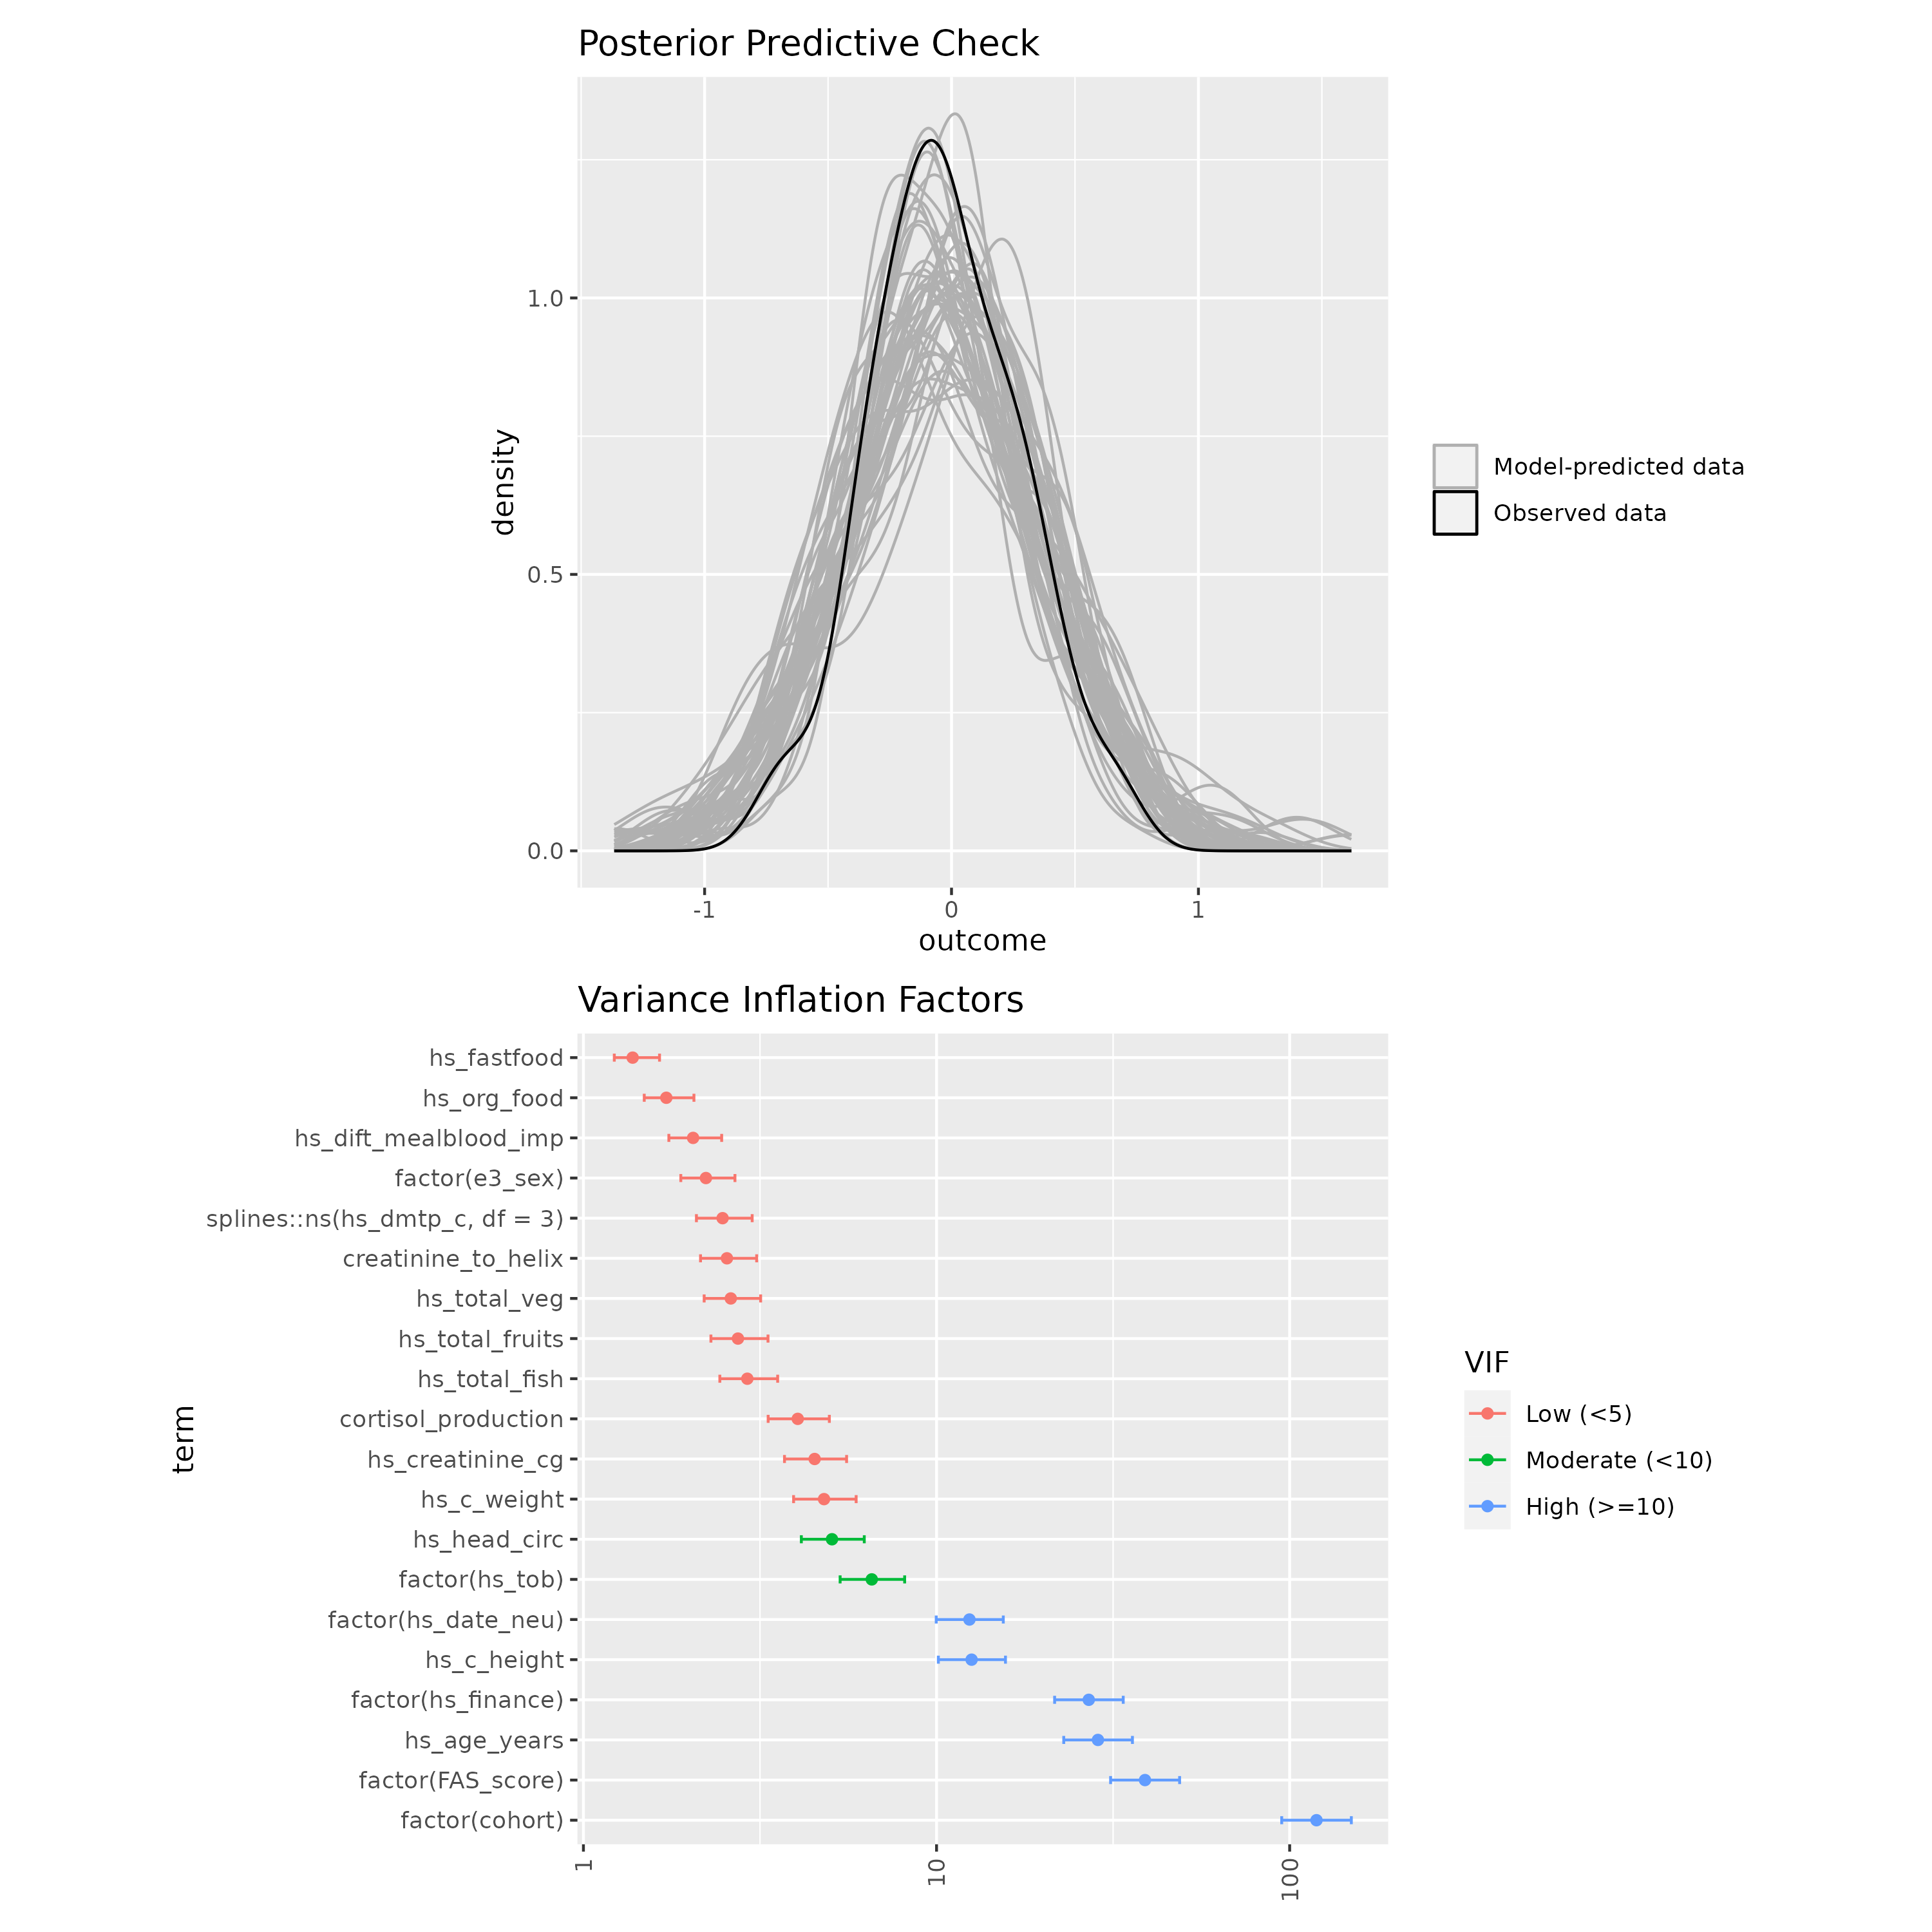 Posterior Predictive Check
density
1.0
0.5
0.0
-1
0
1
outcome
Model-predicted data
Observed data
Variance Inflation Factors
term
hs_fastfood
hs_org_food
hs_dift_mealblood_imp
factor(e3_sex)
splines::ns(hs_dmtp_c, df = 3)
creatinine_to_helix
hs_total_veg
hs_total_fruits
hs_total_fish
cortisol_production
hs_creatinine_cg
hs_c_weight
hs_head_circ
factor(hs_tob)
factor(hs_date_neu)
hs_c_height
factor(hs_finance)
hs_age_years
factor(FAS_score)
factor(cohort)
1
10
100
VIF
Low (<5)
Moderate (<10)
High (>=10)